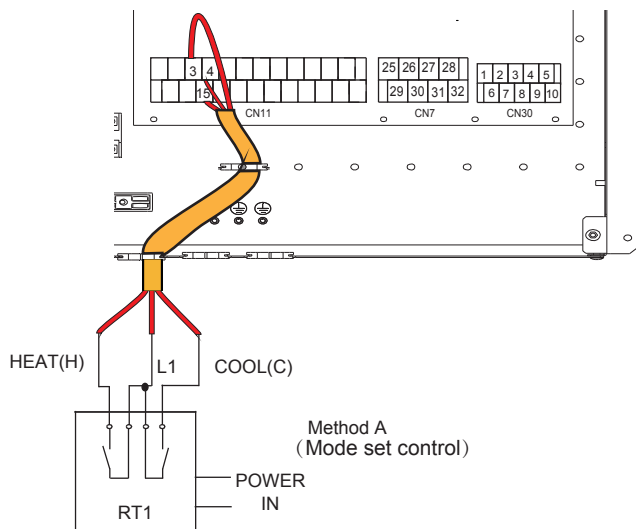 3 4
15
CN11
25 26 27 28
29 30 31 32
CN7
1 2 3 4 5
6 7 8 9 10
CN30
HEAT(H)
L1
COOL(C)
Method A
(Mode set control)
POWER
IN
RT1